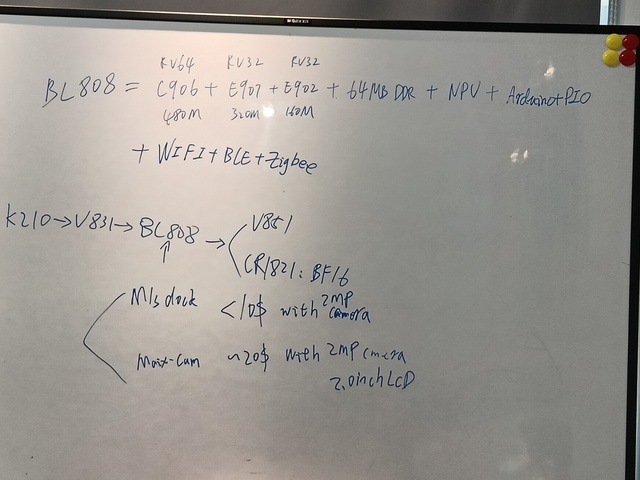 RV64 RV32 RV32
BL808 = C906 + E907 + E902 + 64MB DDR + NPU + Arduino+PIO
480M 320M 160M
+ WIFI + BLE + Zigbee
K210→V831→BL808→
V851
CR1821: BF16
M1s dock <10$ with 2MP camera
Maix-Cam ~20$ with 2MP cmera
2.0inch LCD